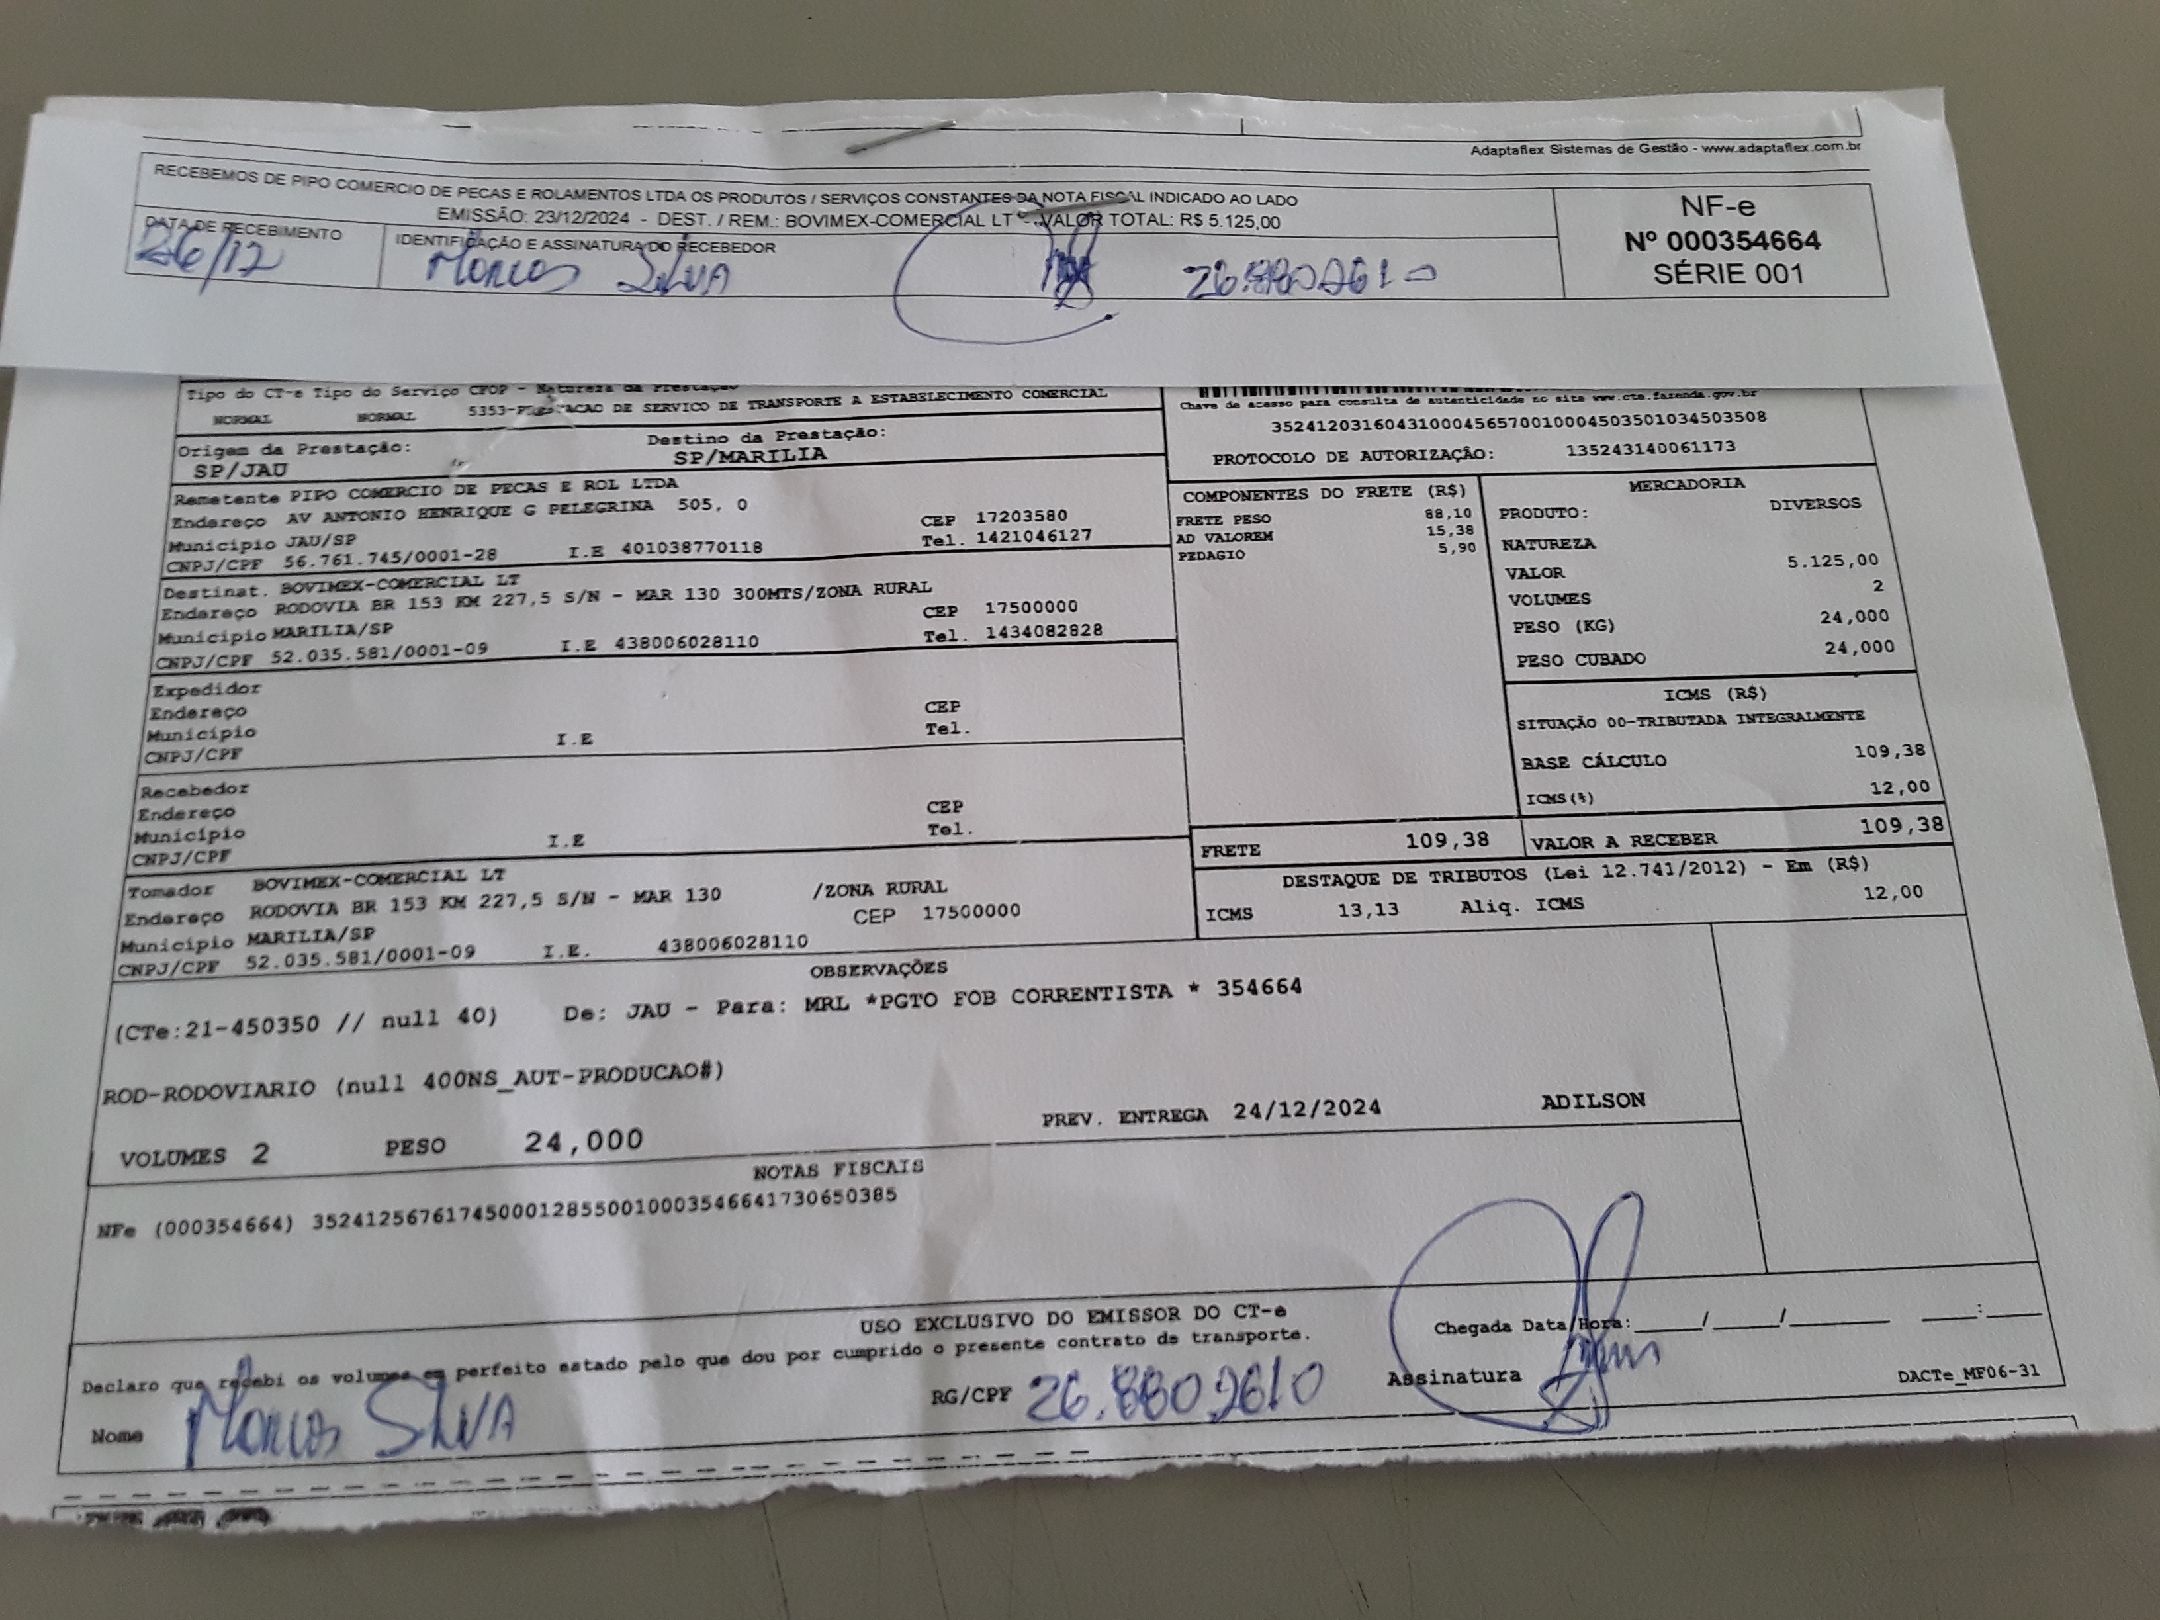 Adaptaflex Sistemas de Gestão - www.adaptaflex.com.br
RECEBEMOS DE PIPO COMERCIO DE PECAS E ROLAMENTOS LTDA OS PRODUTOS / SERVIÇOS CONSTANTES DA NOTA FISCAL INDICADO AO LADO
EMISSÃO: 23/12/2024 - DEST. / REM.: BOVIMEX-COMERCIAL LT - VALOR TOTAL: R$ 5.125,00
NF-e
Nº 000354664
SÉRIE 001
DATA DE RECEBIMENTO
26/12
IDENTIFICAÇÃO E ASSINATURA DO RECEBEDOR
Marcos Silva
Tipo do CT-e Tipo do Serviço CFOP - Natureza da Prestação
NORMAL NORMAL 5353-PRESTACAO DE SERVICO DE TRANSPORTE A ESTABELECIMENTO COMERCIAL
Chave de acesso para consulta de autenticidade no site www.cte.fazenda.gov.br
35241203160431000456570010004503501034503508
PROTOCOLO DE AUTORIZAÇÃO: 135243140061173
Origem da Prestação: Destino da Prestação:
SP/JAU SP/MARILIA
Remetente PIPO COMERCIO DE PECAS E ROL LTDA
Endereço AV ANTONIO HENRIQUE G PELEGRINA 505, 0 CEP 17203580
Município JAU/SP Tel. 1421046127
CNPJ/CPF 56.761.745/0001-28 I.E 401038770118
Destinat. BOVIMEX-COMERCIAL LT
Endereço RODOVIA BR 153 KM 227,5 S/N - MAR 130 300MTS/ZONA RURAL
CEP 17500000
Município MARILIA/SP Tel. 1434082828
CNPJ/CPF 52.035.581/0001-09 I.E 438006028110
Expedidor
Endereço CEP
Município Tel.
CNPJ/CPF I.E
Recebedor
Endereço CEP
Município Tel.
CNPJ/CPF I.E
Tomador BOVIMEX-COMERCIAL LT
Endereço RODOVIA BR 153 KM 227,5 S/N - MAR 130 /ZONA RURAL
Município MARILIA/SP CEP 17500000
CNPJ/CPF 52.035.581/0001-09 I.E. 438006028110
COMPONENTES DO FRETE (R$)
FRETE PESO 88,10
AD VALOREM 15,38
PEDAGIO 5,90
MERCADORIA
PRODUTO: DIVERSOS
NATUREZA
VALOR 5.125,00
VOLUMES 2
PESO (KG) 24,000
PESO CUBADO 24,000
ICMS (R$)
SITUAÇÃO 00-TRIBUTADA INTEGRALMENTE
BASE CÁLCULO 109,38
ICMS(%) 12,00
FRETE 109,38 VALOR A RECEBER 109,38
DESTAQUE DE TRIBUTOS (Lei 12.741/2012) - Em (R$)
ICMS 13,13 Aliq. ICMS 12,00
OBSERVAÇÕES
(CTe:21-450350 // null 40) De: JAU - Para: MRL *PGTO FOB CORRENTISTA * 354664
ROD-RODOVIARIO (null 400NS_AUT-PRODUCAO#)
PREV. ENTREGA 24/12/2024 ADILSON
VOLUMES 2 PESO 24,000
NOTAS FISCAIS
NFe (000354664) 35241256761745000128550010003546641730650385
USO EXCLUSIVO DO EMISSOR DO CT-e
Declaro que recebi os volumes em perfeito estado pelo que dou por cumprido o presente contrato de transporte.
Chegada Data/Hora:____/____/______ ___:___
Nome Marcos Silva RG/CPF 26.880.2610 Assinatura
DACTe_MF06-31